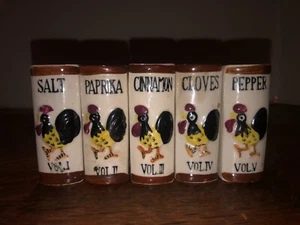 SALT
VOL.I
PAPRIKA
VOL.II
CINNAMON
VOL.III
CLOVES
VOL.IV
PEPPER
VOL.V